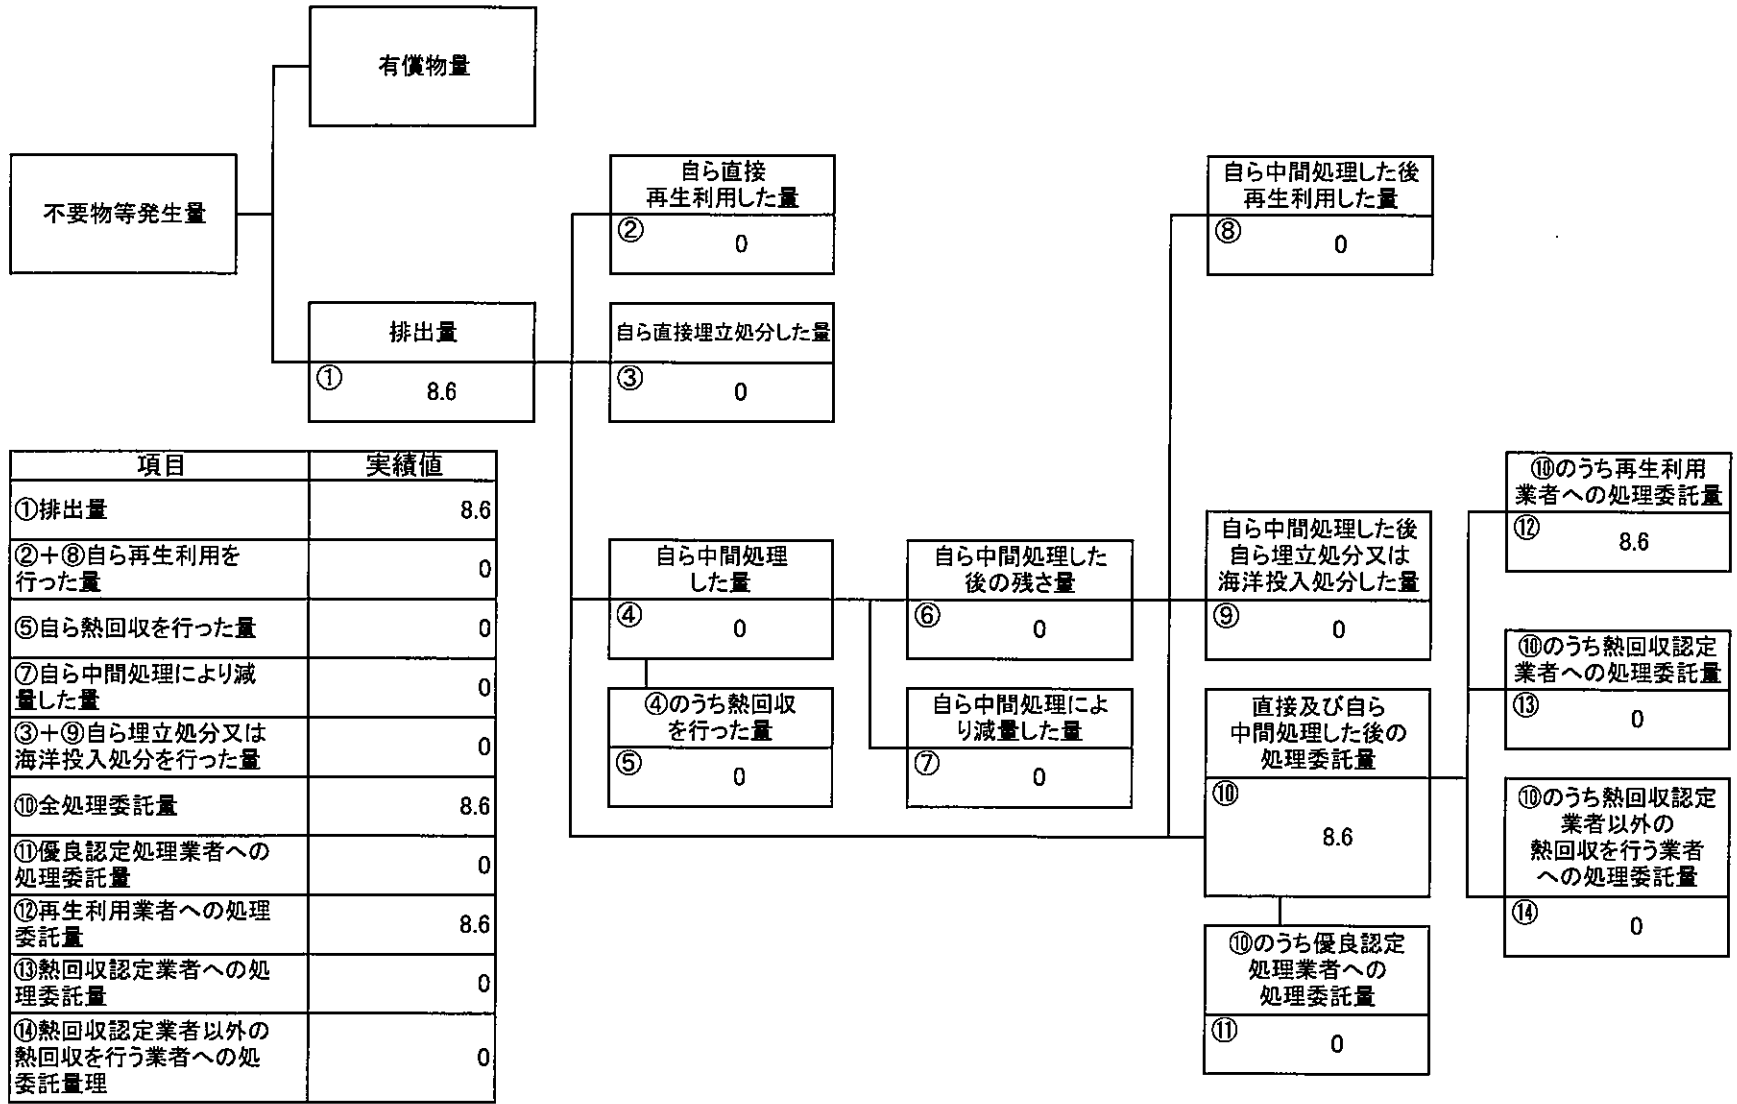 有償物量
不要物等発生量
排出量
①
8.6
自ら直接
再生利用した量
②
0
自ら直接埋立処分した量
③
0
自ら中間処理した後
再生利用した量
⑧
0
自ら中間処理
した量
④
0
④のうち熱回収
を行った量
⑤
0
自ら中間処理した
後の残さ量
⑥
0
自ら中間処理によ
り減量した量
⑦
0
自ら中間処理した後
自ら埋立処分又は
海洋投入処分した量
⑨
0
直接及び自ら
中間処理した後の
処理委託量
⑩
8.6
⑩のうち優良認定
処理業者への
処理委託量
⑪
0
⑩のうち再生利用
業者への処理委託量
⑫
8.6
⑩のうち熱回収認定
業者への処理委託量
⑬
0
⑩のうち熱回収認定
業者以外の
熱回収を行う業者
への処理委託量
⑭
0
項目 実績値
①排出量 8.6
②+⑧自ら再生利用を
行った量 0
⑤自ら熱回収を行った量 0
⑦自ら中間処理により減
量した量 0
③+⑨自ら埋立処分又は
海洋投入処分を行った量 0
⑩全処理委託量 8.6
⑪優良認定処理業者への
処理委託量 0
⑫再生利用業者への処理
委託量 8.6
⑬熱回収認定業者への処
理委託量 0
⑭熱回収認定業者以外の
熱回収を行う業者への処
委託量理 0